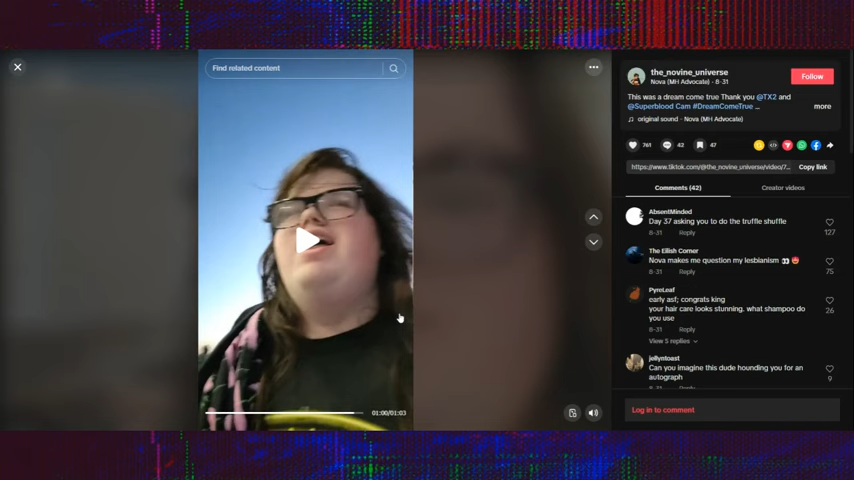 Find related content
the_novine_universe
Nova (MH Advocate) · 8-31
Follow
This was a dream come true Thank you @TX2 and
@Superblood Cam #DreamComeTrue ...
more
original sound - Nova (MH Advocate)
761
42
47
https://www.tiktok.com/@the_novine_universe/video/7...
Copy link
Comments (42)
Creator videos
AbsentMinded
Day 37 asking you to do the truffle shuffle
8-31
Reply
127
The Eilish Corner
Nova makes me question my lesbianism
8-31
Reply
75
PyreLeaf
early asf; congrats king
your hair care looks stunning. what shampoo do
you use
26
8-31
Reply
View 5 replies
jellyntoast
Can you imagine this dude hounding you for an
autograph
9
01:00/01:03
Log in to comment